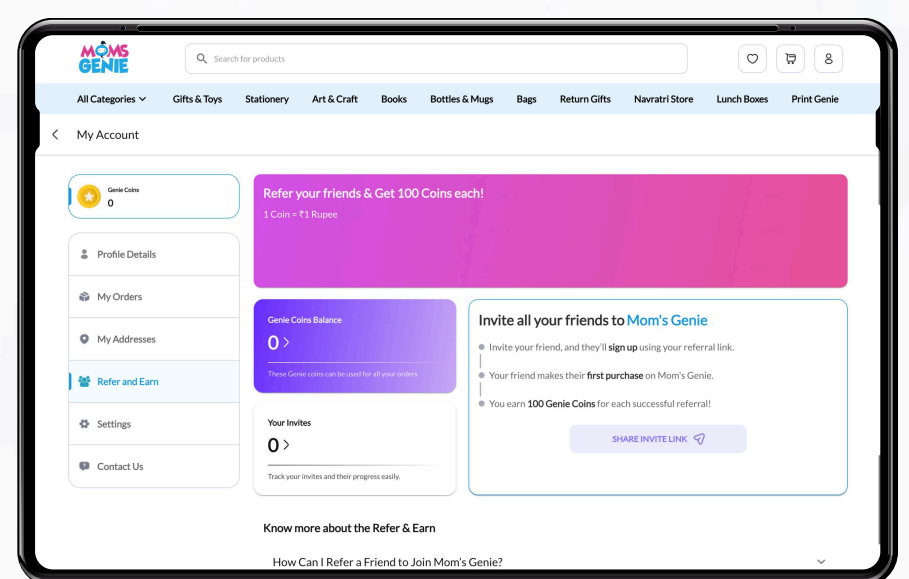 MOMS
GENIE
Search for products
All Categories
Gifts & Toys
Stationery
Art & Craft
Books
Bottles & Mugs
Bags
Return Gifts
Navratri Store
Lunch Boxes
Print Genie
My Account
Genie Coins
0
Profile Details
My Orders
My Addresses
Refer and Earn
Settings
Contact Us
Refer your friends & Get 100 Coins each!
1 Coin = ₹1 Rupee
Genie Coins Balance
0 >
These Genie coins can be used for all your orders
Your Invites
0 >
Track your invites and their progress easily.
Invite all your friends to Mom's Genie
Invite your friend, and they'll sign up using your referral link.
Your friend makes their first purchase on Mom's Genie.
You earn 100 Genie Coins for each successful referral!
SHARE INVITE LINK
Know more about the Refer & Earn
How Can I Refer a Friend to Join Mom's Genie?